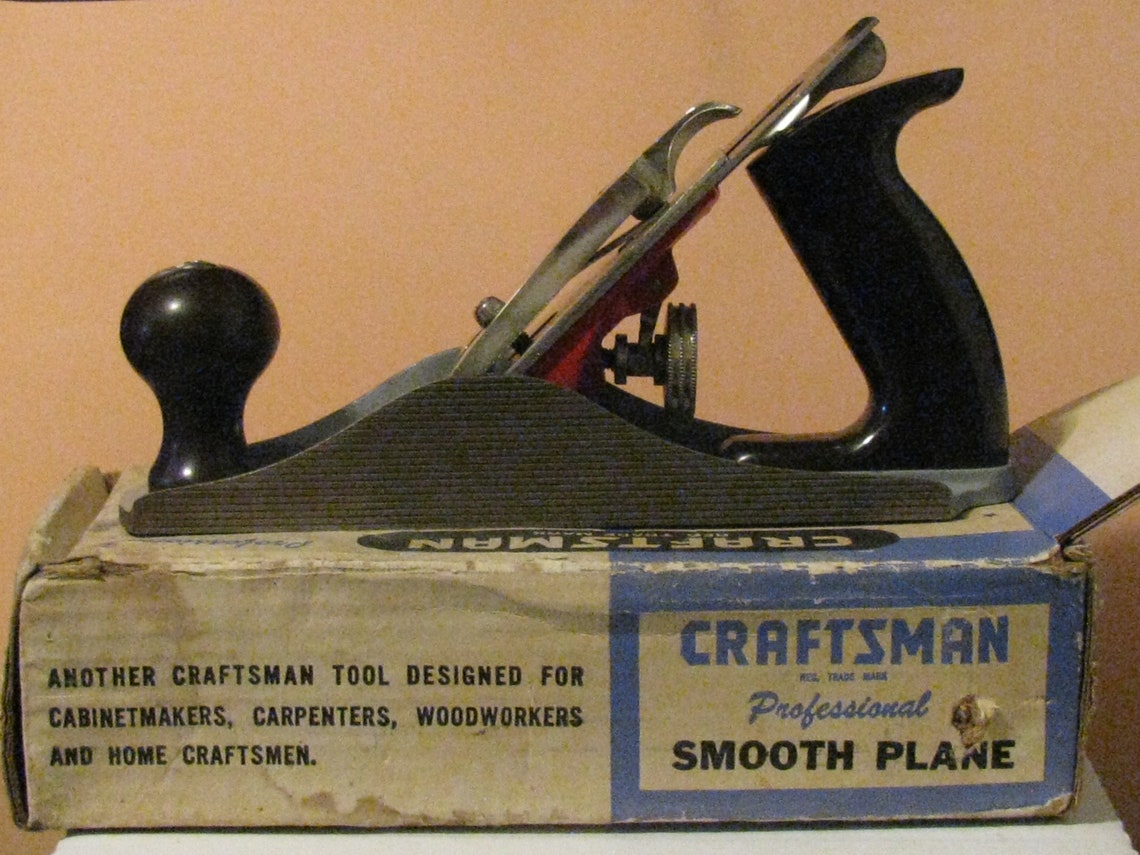 Professional
CRAFTSMAN
ANOTHER CRAFTSMAN TOOL DESIGNED FOR
CABINETMAKERS, CARPENTERS, WOODWORKERS
AND HOME CRAFTSMEN.
CRAFTSMAN
REG. TRADE MARK
Professional
SMOOTH PLANE